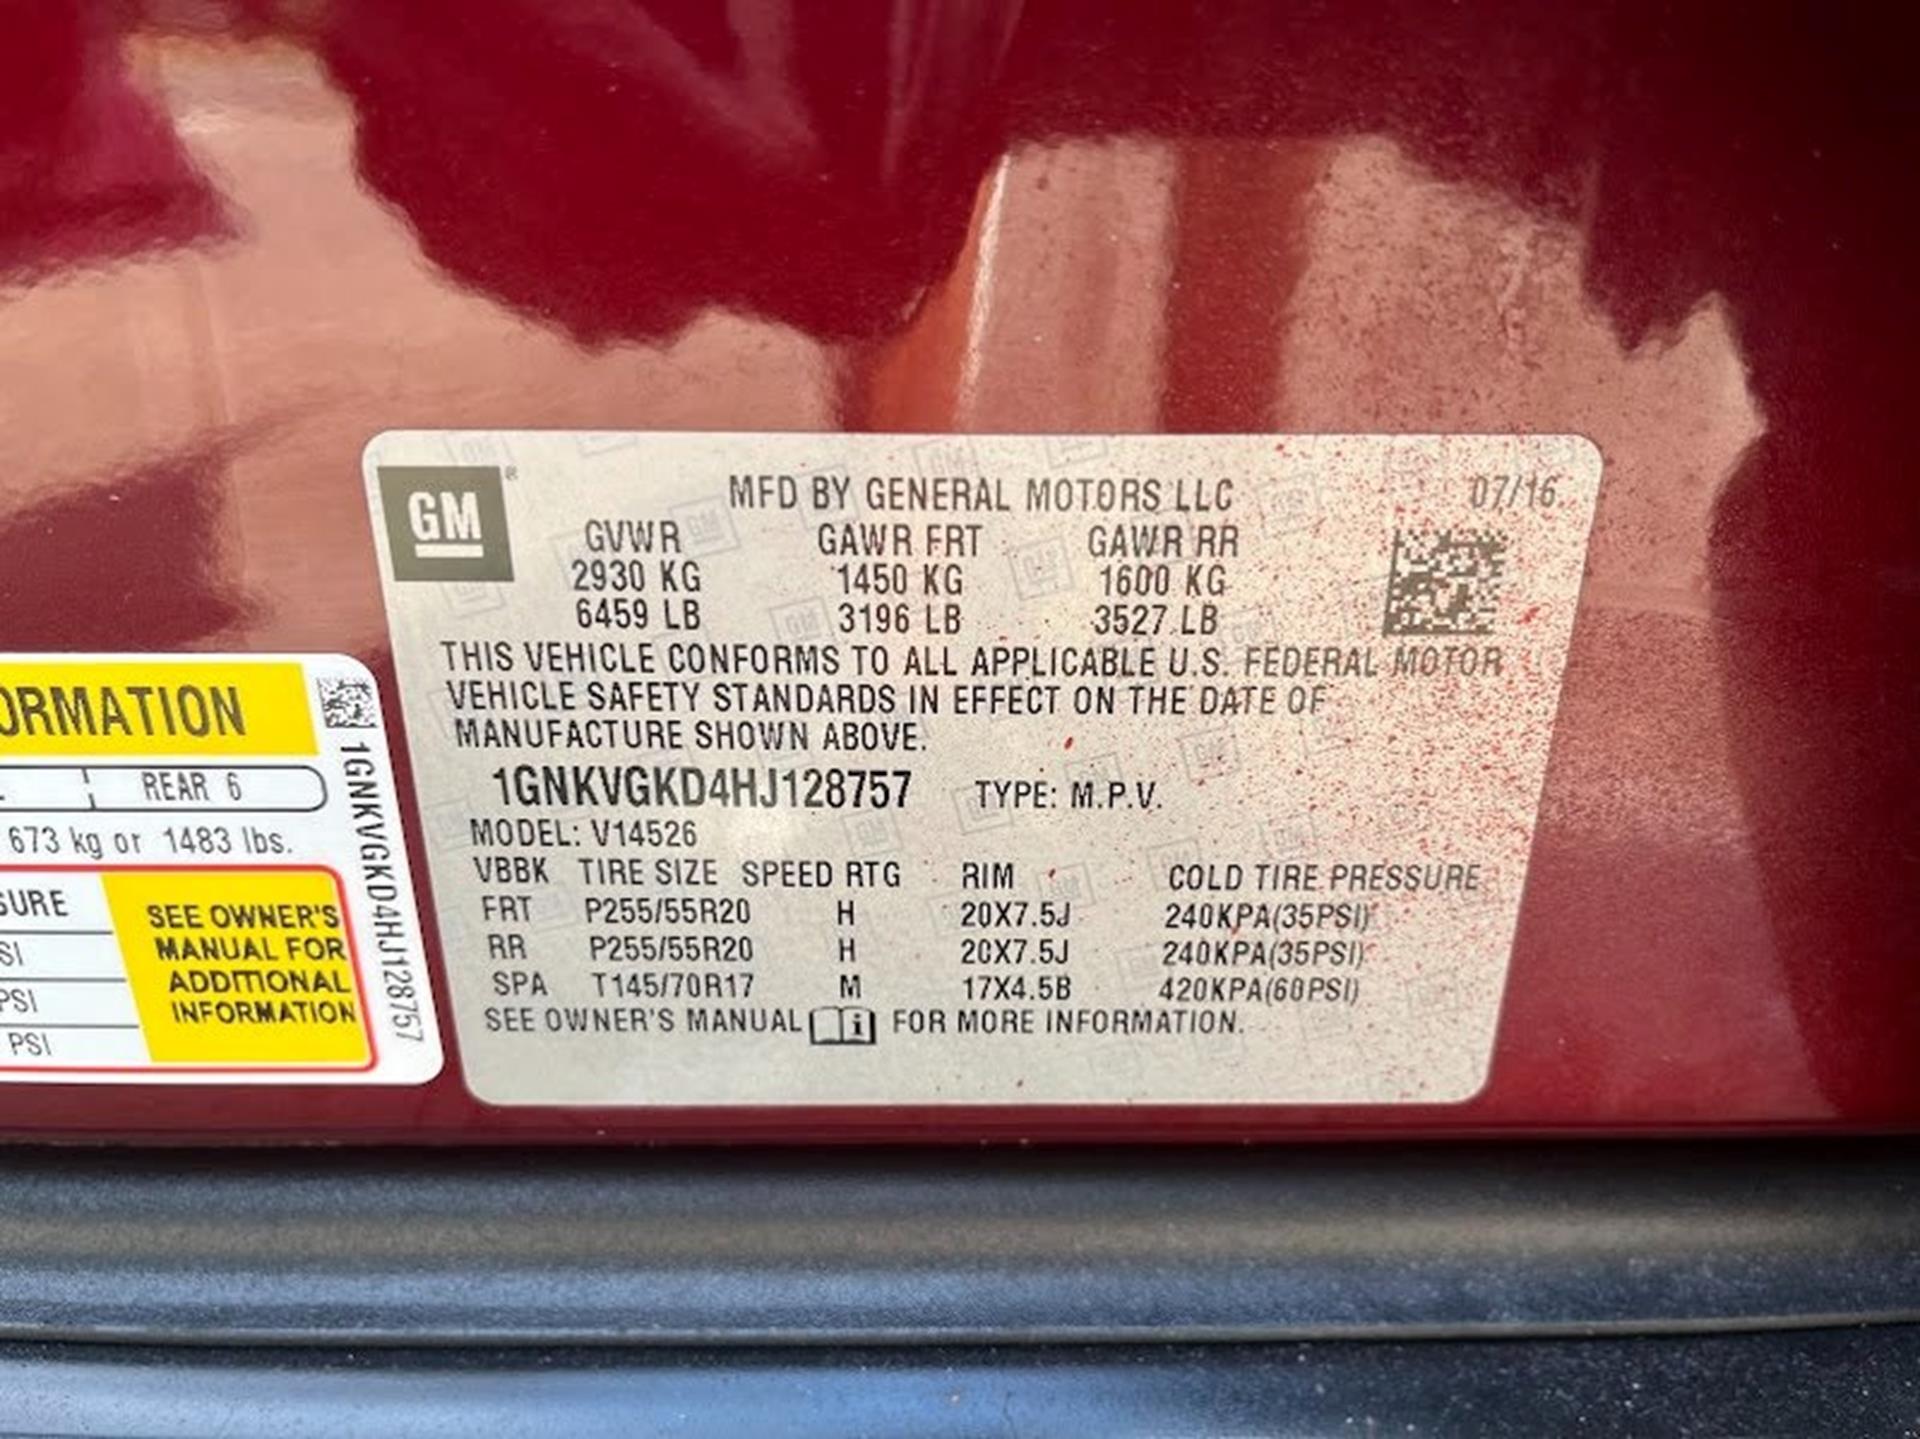 GM ®
MFD BY GENERAL MOTORS LLC 07/16
GVWR GAWR FRT GAWR RR
2930 KG 1450 KG 1600 KG
6459 LB 3196 LB 3527 LB
THIS VEHICLE CONFORMS TO ALL APPLICABLE U.S. FEDERAL MOTOR
VEHICLE SAFETY STANDARDS IN EFFECT ON THE DATE OF
MANUFACTURE SHOWN ABOVE.
1GNKVGKD4HJ128757 TYPE: M.P.V.
MODEL: V14526
VBBK TIRE SIZE SPEED RTG RIM COLD TIRE PRESSURE
FRT P255/55R20 H 20X7.5J 240KPA(35PSI)
RR P255/55R20 H 20X7.5J 240KPA(35PSI)
SPA T145/70R17 M 17X4.5B 420KPA(60PSI)
SEE OWNER'S MANUAL i FOR MORE INFORMATION.
ORMATION
REAR 6
673 kg or 1483 lbs.
SURE
SI
PSI
PSI
SEE OWNER'S
MANUAL FOR
ADDITIONAL
INFORMATION
1GNKVGKD4HJ128757